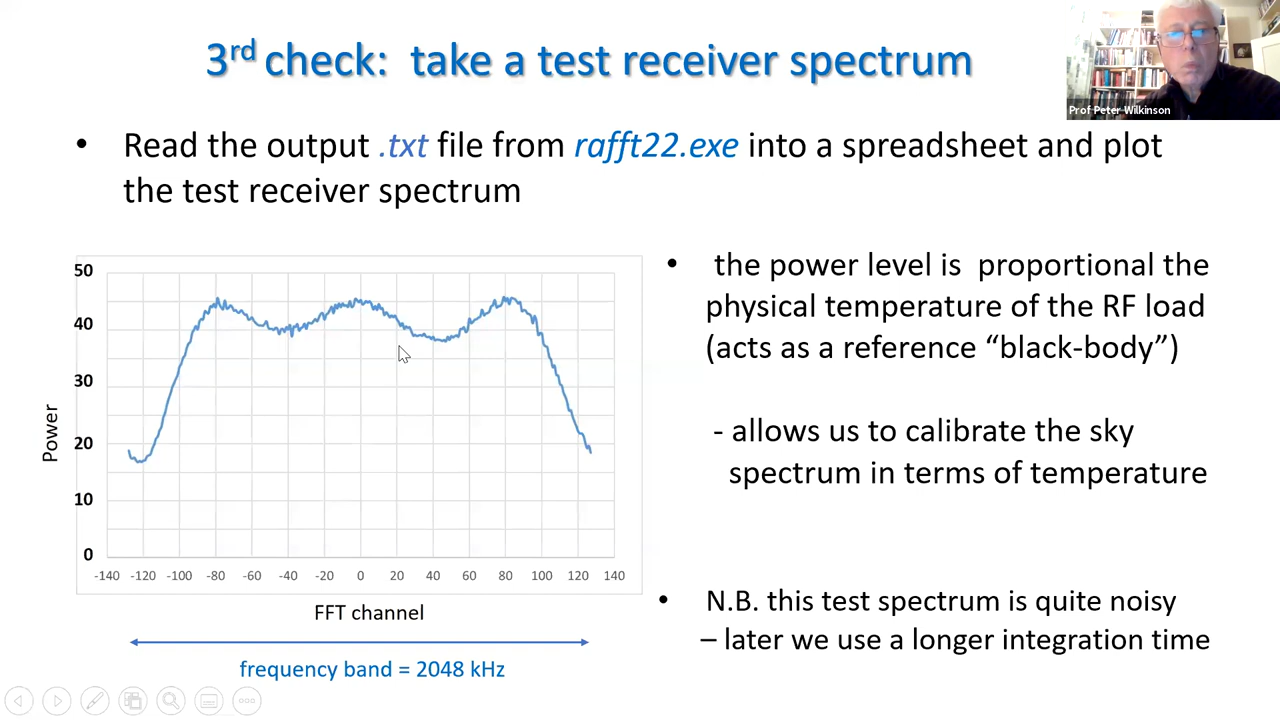 3rd check: take a test receiver spectrum
Prof Peter Wilkinson
• Read the output .txt file from rafft22.exe into a spreadsheet and plot
the test receiver spectrum
50
40
30
20
10
0
Power
-140 -120 -100 -80 -60 -40 -20 0 20 40 60 80 100 120 140
FFT channel
frequency band = 2048 kHz
• the power level is proportional the
physical temperature of the RF load
(acts as a reference “black-body”)
- allows us to calibrate the sky
spectrum in terms of temperature
• N.B. this test spectrum is quite noisy
– later we use a longer integration time